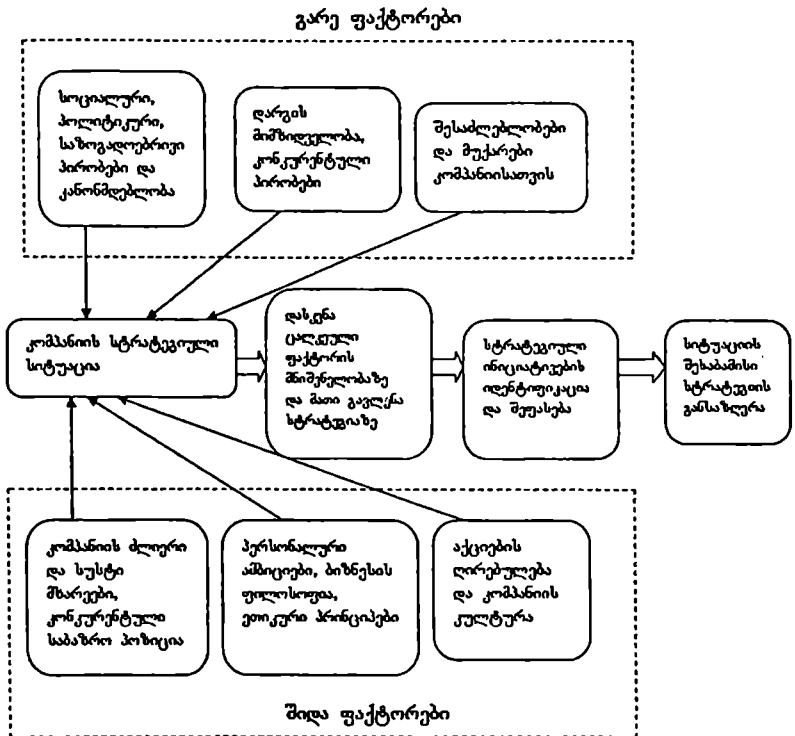 გარე ფაქტორები
სოციალური,
პოლიტიკური,
საზოგადოებრივი
პირობები და
კანონმდებლობა
დარგის
მიმზიდველობა,
კონკურენტული
პირობები
შესაძლებლობები
და მუქარები
კომპანიისათვის
კომპანიის სტრატეგიული
სიტუაცია
დასკვნა
ცალკეული
ფაქტორის
მნიშვნელობაზე
და მათი გავლენა
სტრატეგიაზე
სტრატეგიული
ინიციატივების
იდენტიფიკაცია
და შეფასება
სიტუაციის
შესაბამისი
სტრატეგიის
განსაზღვრა
კომპანიის ძლიერი
და სუსტი
მხარეები,
კონკურენტული
საბაზრო პოზიცია
პერსონალური
ამბიციები, ბიზნესის
ფილოსოფია,
ეთიკური პრინციპები
აქციების
ღირებულება
და კომპანიის
კულტურა
შიდა ფაქტორები